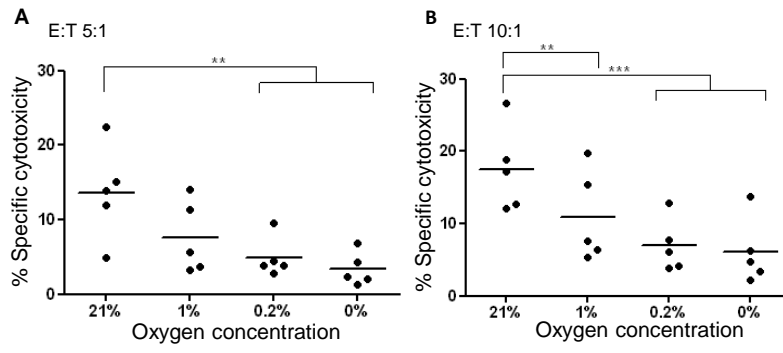 A
E:T 5:1
**
% Specific cytotoxicity
30
20
10
0
21% 1% 0.2% 0%
Oxygen concentration
B
E:T 10:1
**
***
% Specific cytotoxicity
30
20
10
0
21% 1% 0.2% 0%
Oxygen concentration